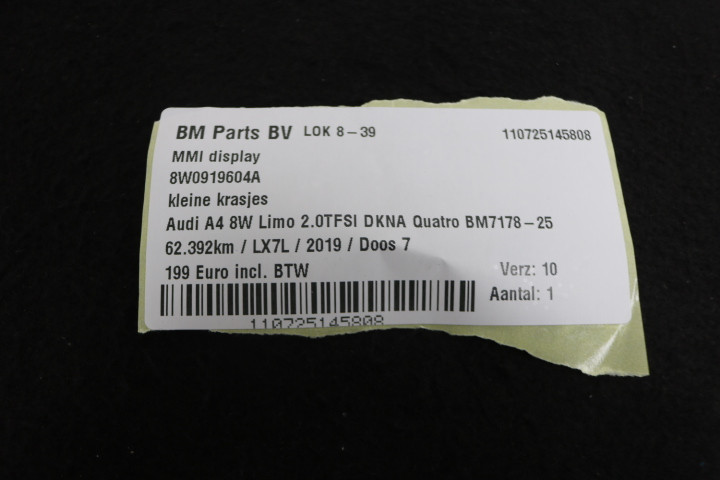 BM Parts BV LOK 8-39 110725145808
MMI display
8W0919604A
kleine krasjes
Audi A4 8W Limo 2.0TFSI DKNA Quatro BM7178-25
62.392km / LX7L / 2019 / Doos 7
199 Euro incl. BTW Verz: 10
Aantal: 1
110725145808